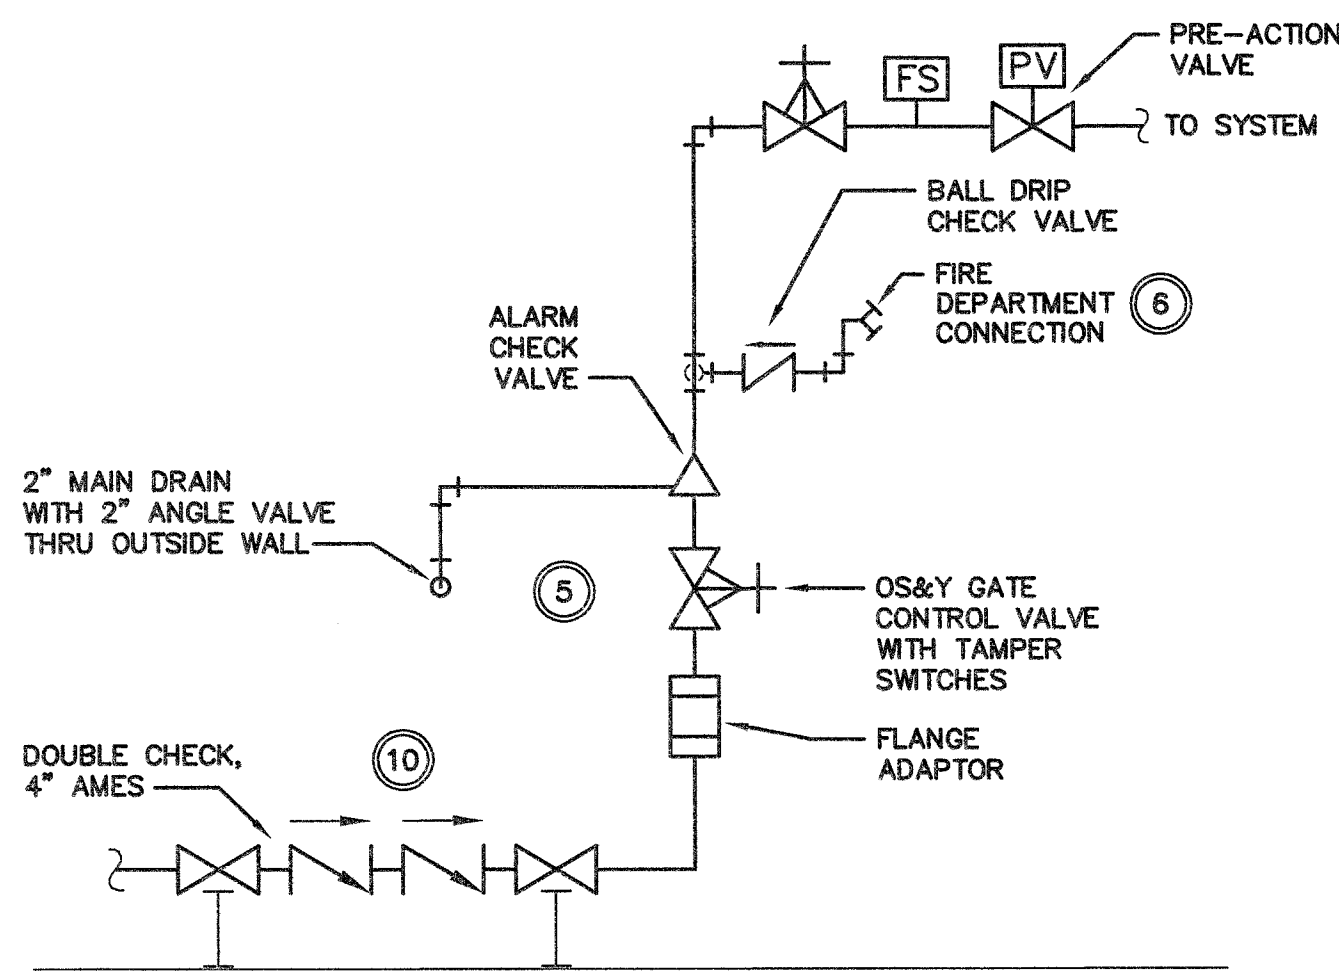 PRE-ACTION
VALVE
FS
PV
TO SYSTEM
BALL DRIP
CHECK VALVE
FIRE
DEPARTMENT
CONNECTION
6
ALARM
CHECK
VALVE
2" MAIN DRAIN
WITH 2" ANGLE VALVE
THRU OUTSIDE WALL
5
OS&Y GATE
CONTROL VALVE
WITH TAMPER
SWITCHES
FLANGE
ADAPTOR
DOUBLE CHECK,
4" AMES
10